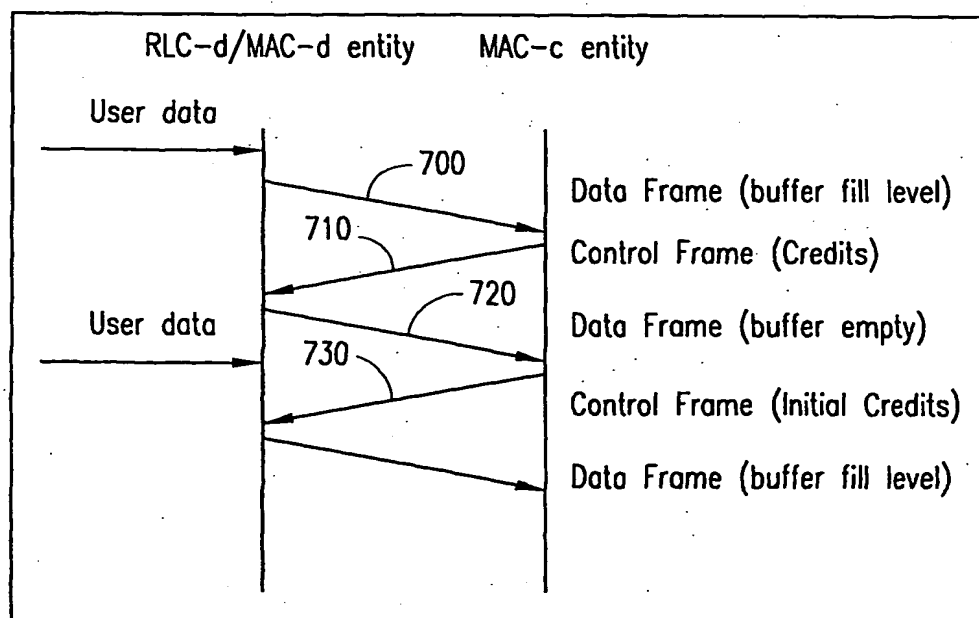 RLC-d/MAC-d entity MAC-c entity
User data
700
Data Frame (buffer fill level)
710
Control Frame (Credits)
720
User data
Data Frame (buffer empty)
730
Control Frame (Initial Credits)
Data Frame (buffer fill level)